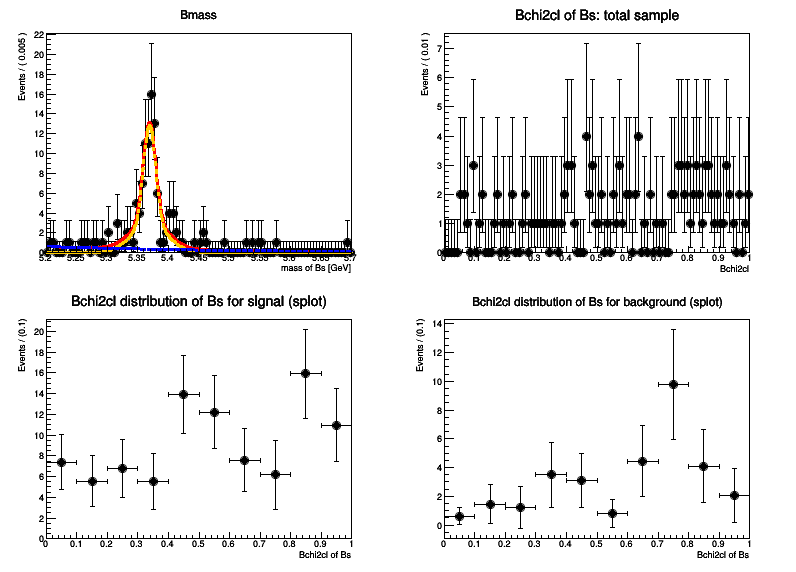 Bmass
Events / ( 0.005 )
22
20
18
16
14
12
10
8
6
4
2
5.2 5.25 5.3 5.35 5.4 5.45 5.5 5.55 5.6 5.65 5.7
mass of Bs [GeV]
Bchi2cl of Bs: total sample
Events / ( 0.01 )
7
6
5
4
3
2
1
0
0 0.1 0.2 0.3 0.4 0.5 0.6 0.7 0.8 0.9 1
Bchi2cl
Bchi2cl distribution of Bs for signal (splot)
Events / (0.1)
20
18
16
14
12
10
8
6
4
2
0
0 0.1 0.2 0.3 0.4 0.5 0.6 0.7 0.8 0.9 1
Bchi2cl of Bs
Bchi2cl distribution of Bs for background (splot)
Events / (0.1)
14
12
10
8
6
4
2
0
0 0.1 0.2 0.3 0.4 0.5 0.6 0.7 0.8 0.9 1
Bchi2cl of Bs